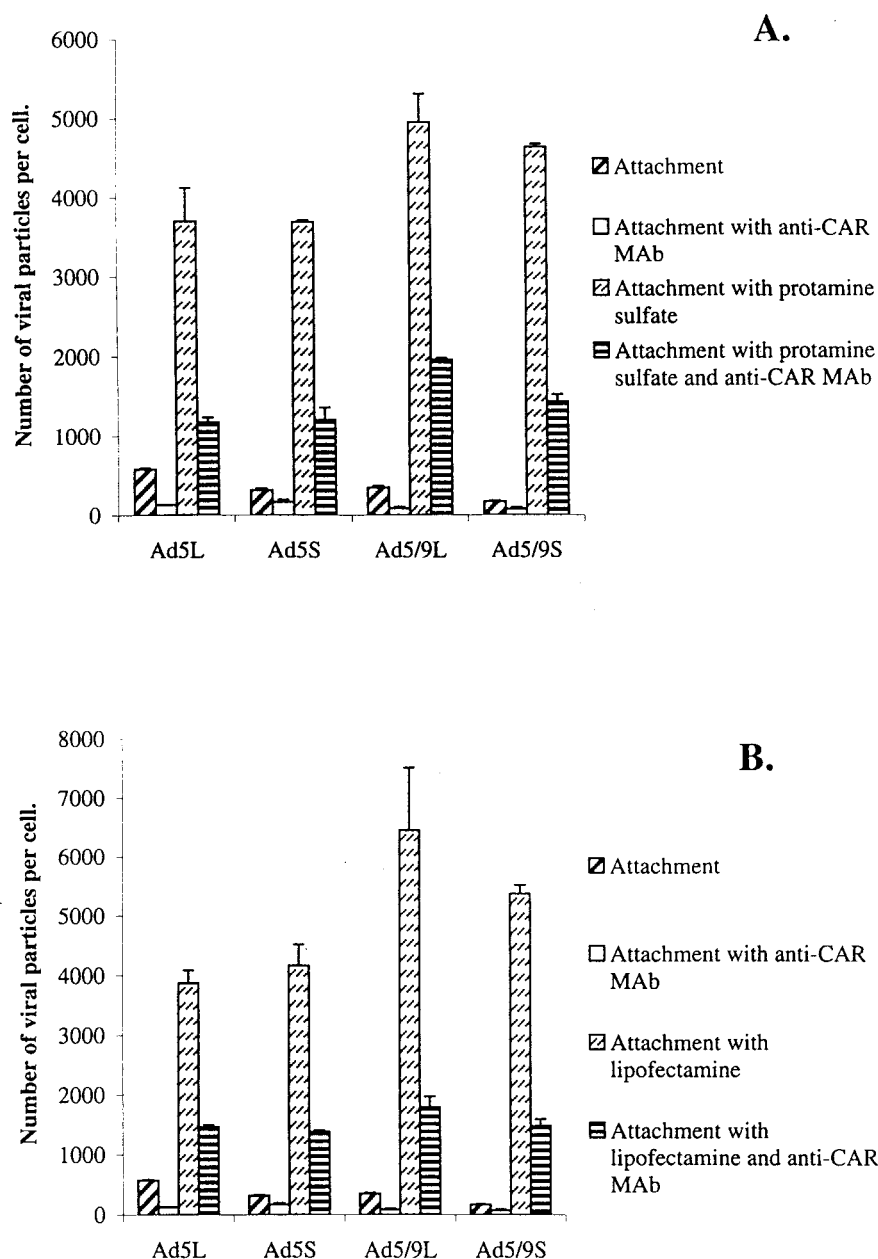 A.
Number of viral particles per cell.
6000
5000
4000
3000
2000
1000
0
Ad5L Ad5S Ad5/9L Ad5/9S
Attachment
Attachment with anti-CAR
MAb
Attachment with protamine
sulfate
Attachment with protamine
sulfate and anti-CAR MAb
B.
Number of viral particles per cell.
8000
7000
6000
5000
4000
3000
2000
1000
0
Ad5L Ad5S Ad5/9L Ad5/9S
Attachment
Attachment with anti-CAR
MAb
Attachment with
lipofectamine
Attachment with
lipofectamine and anti-CAR
MAb